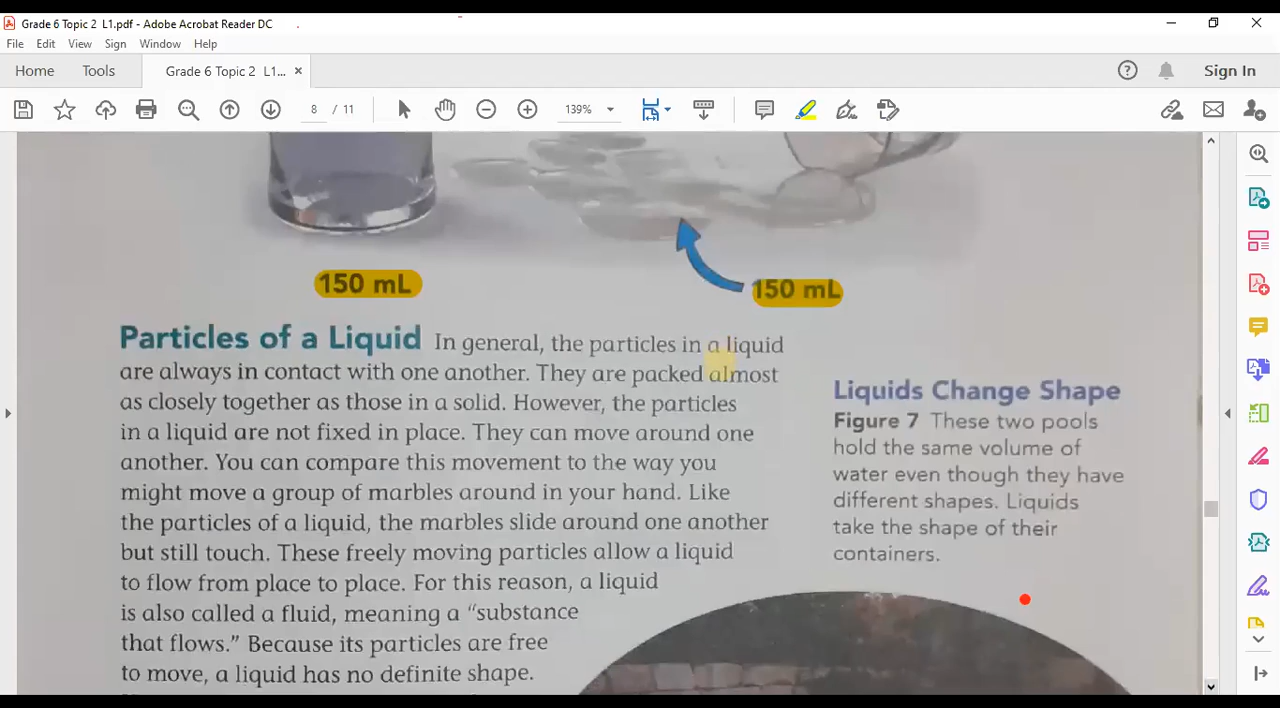 Grade 6 Topic 2 L1.pdf - Adobe Acrobat Reader DC
File Edit View Sign Window Help
Home Tools Grade 6 Topic 2 L1... × Sign In
8 / 11 139%
150 mL
150 mL
Particles of a Liquid In general, the particles in a liquid
are always in contact with one another. They are packed almost
as closely together as those in a solid. However, the particles
in a liquid are not fixed in place. They can move around one
another. You can compare this movement to the way you
might move a group of marbles around in your hand. Like
the particles of a liquid, the marbles slide around one another
but still touch. These freely moving particles allow a liquid
to flow from place to place. For this reason, a liquid
is also called a fluid, meaning a “substance
that flows.” Because its particles are free
to move, a liquid has no definite shape.
Liquids Change Shape
Figure 7 These two pools
hold the same volume of
water even though they have
different shapes. Liquids
take the shape of their
containers.